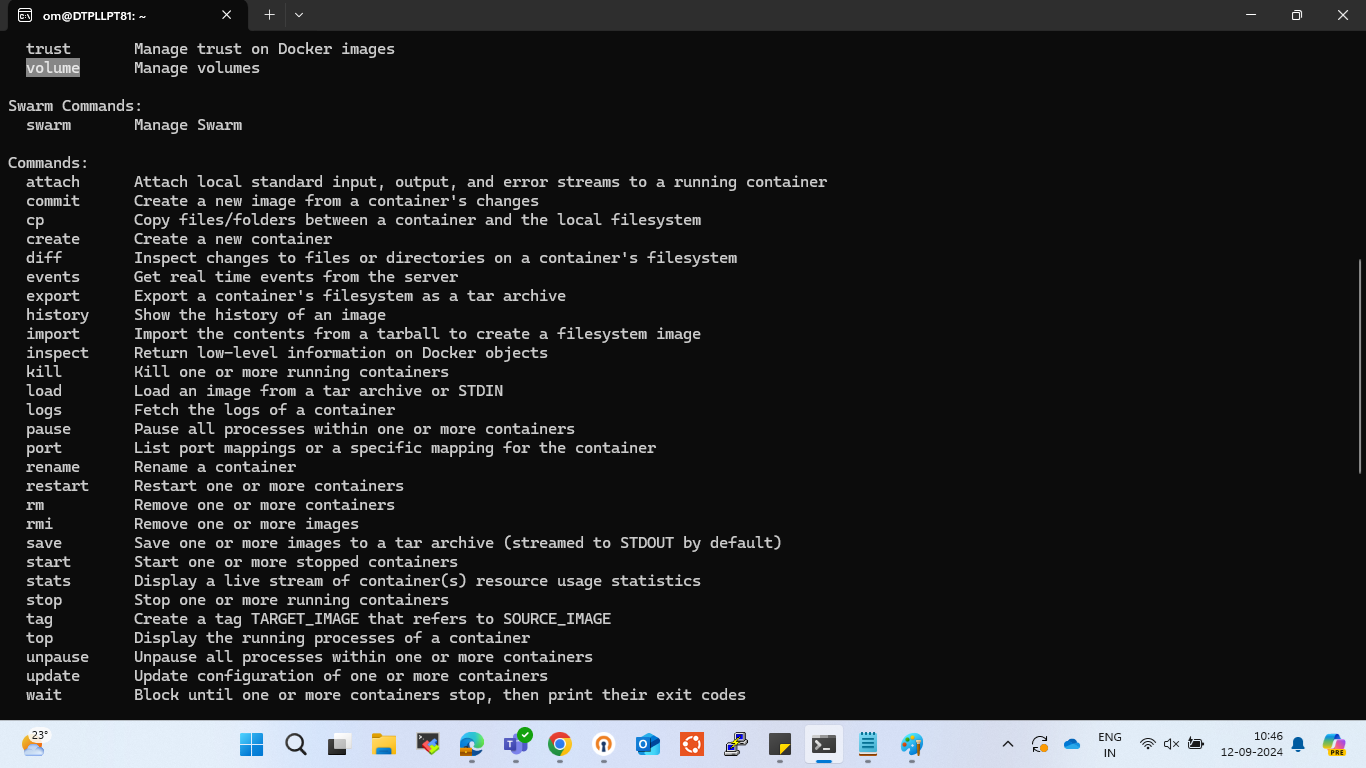 om@DTPLLPT81: ~
trust Manage trust on Docker images
volume Manage volumes
Swarm Commands:
swarm Manage Swarm
Commands:
attach Attach local standard input, output, and error streams to a running container
commit Create a new image from a container's changes
cp Copy files/folders between a container and the local filesystem
create Create a new container
diff Inspect changes to files or directories on a container's filesystem
events Get real time events from the server
export Export a container's filesystem as a tar archive
history Show the history of an image
import Import the contents from a tarball to create a filesystem image
inspect Return low-level information on Docker objects
kill Kill one or more running containers
load Load an image from a tar archive or STDIN
logs Fetch the logs of a container
pause Pause all processes within one or more containers
port List port mappings or a specific mapping for the container
rename Rename a container
restart Restart one or more containers
rm Remove one or more containers
rmi Remove one or more images
save Save one or more images to a tar archive (streamed to STDOUT by default)
start Start one or more stopped containers
stats Display a live stream of container(s) resource usage statistics
stop Stop one or more running containers
tag Create a tag TARGET_IMAGE that refers to SOURCE_IMAGE
top Display the running processes of a container
unpause Unpause all processes within one or more containers
update Update configuration of one or more containers
wait Block until one or more containers stop, then print their exit codes
23°
ENG
IN
10:46
12-09-2024
PRE